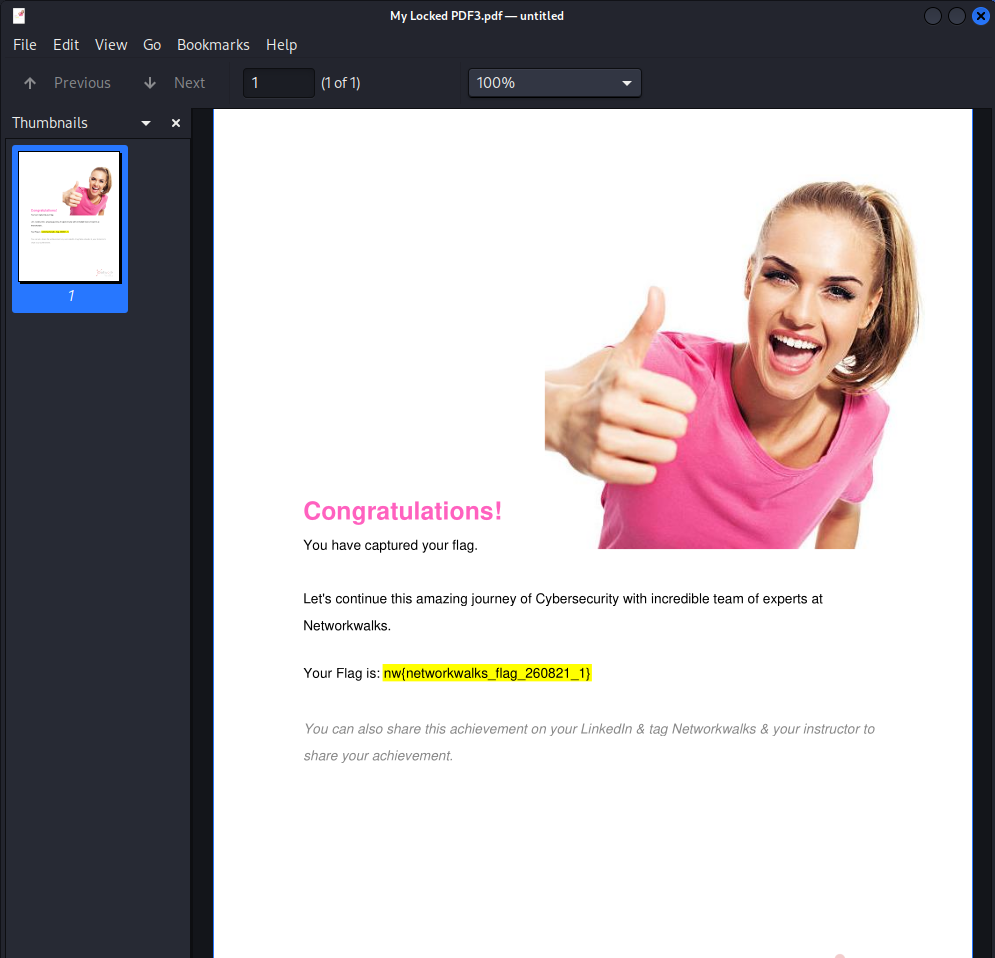 My Locked PDF3.pdf — untitled
File Edit View Go Bookmarks Help
Previous Next 1 (1 of 1) 100%
Thumbnails
1
Congratulations!
You have captured your flag.
Let's continue this amazing journey of Cybersecurity with incredible team of experts at
Networkwalks.
Your Flag is: nw{networkwalks_flag_260821_1}
You can also share this achievement on your LinkedIn & tag Networkwalks & your instructor to
share your achievement.